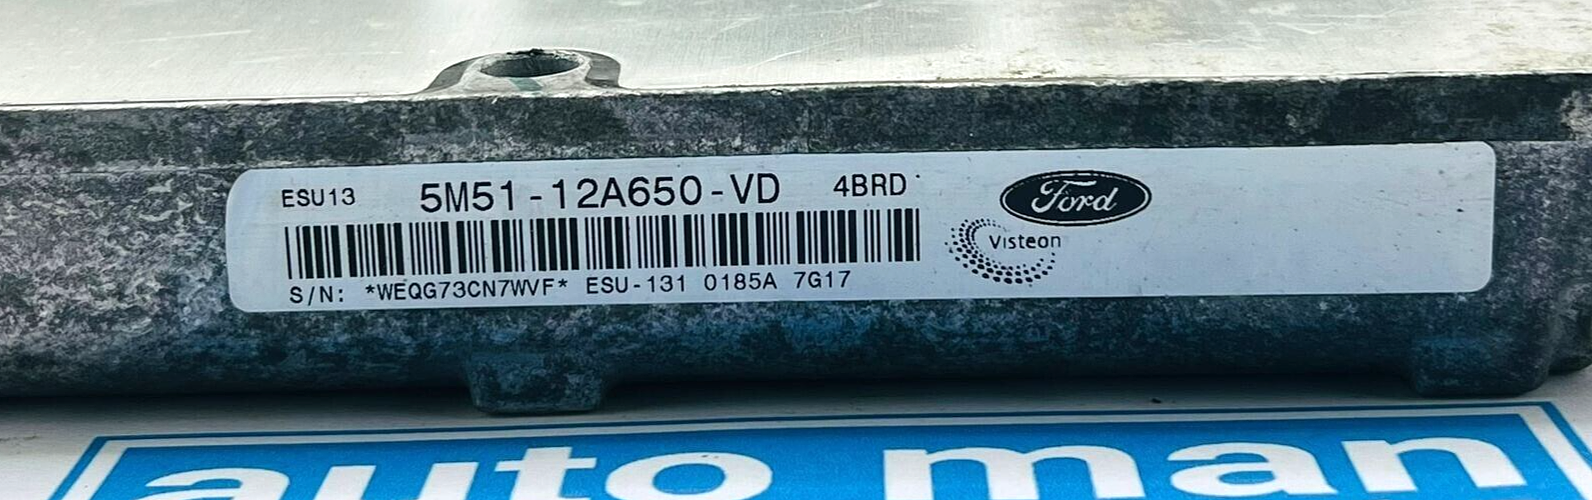 ESU13 5M51-12A650-VD 4BRD
Ford
Visteon
S/N: *WEQG73CN7WVF* ESU-131 0185A 7G17
auto man